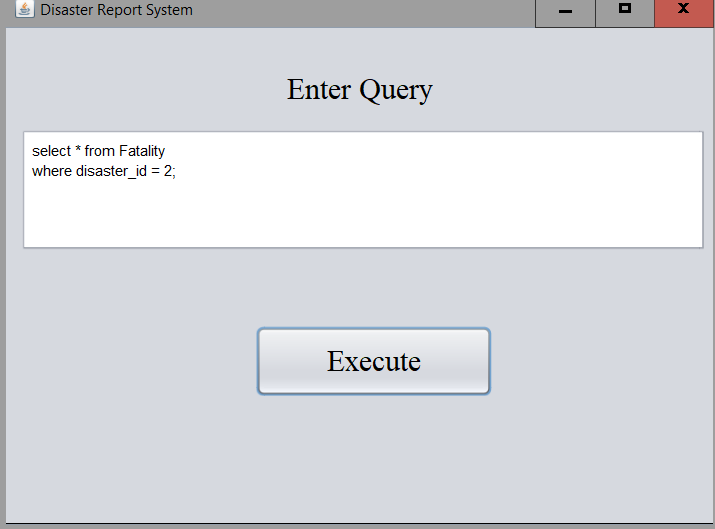 Disaster Report System
Enter Query
select * from Fatality
where disaster_id = 2;
Execute